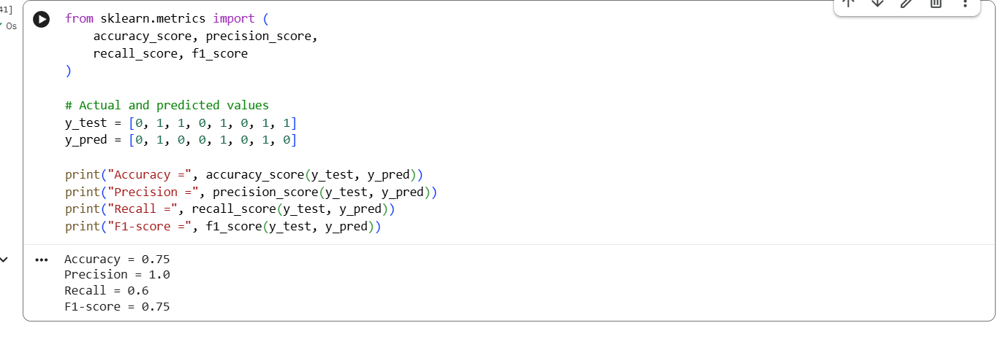 41]
0s
from sklearn.metrics import (
    accuracy_score, precision_score,
    recall_score, f1_score
)
# Actual and predicted values
y_test = [0, 1, 1, 0, 1, 0, 1, 1]
y_pred = [0, 1, 0, 0, 1, 0, 1, 0]
print("Accuracy =", accuracy_score(y_test, y_pred))
print("Precision =", precision_score(y_test, y_pred))
print("Recall =", recall_score(y_test, y_pred))
print("F1-score =", f1_score(y_test, y_pred))
Accuracy = 0.75
Precision = 1.0
Recall = 0.6
F1-score = 0.75